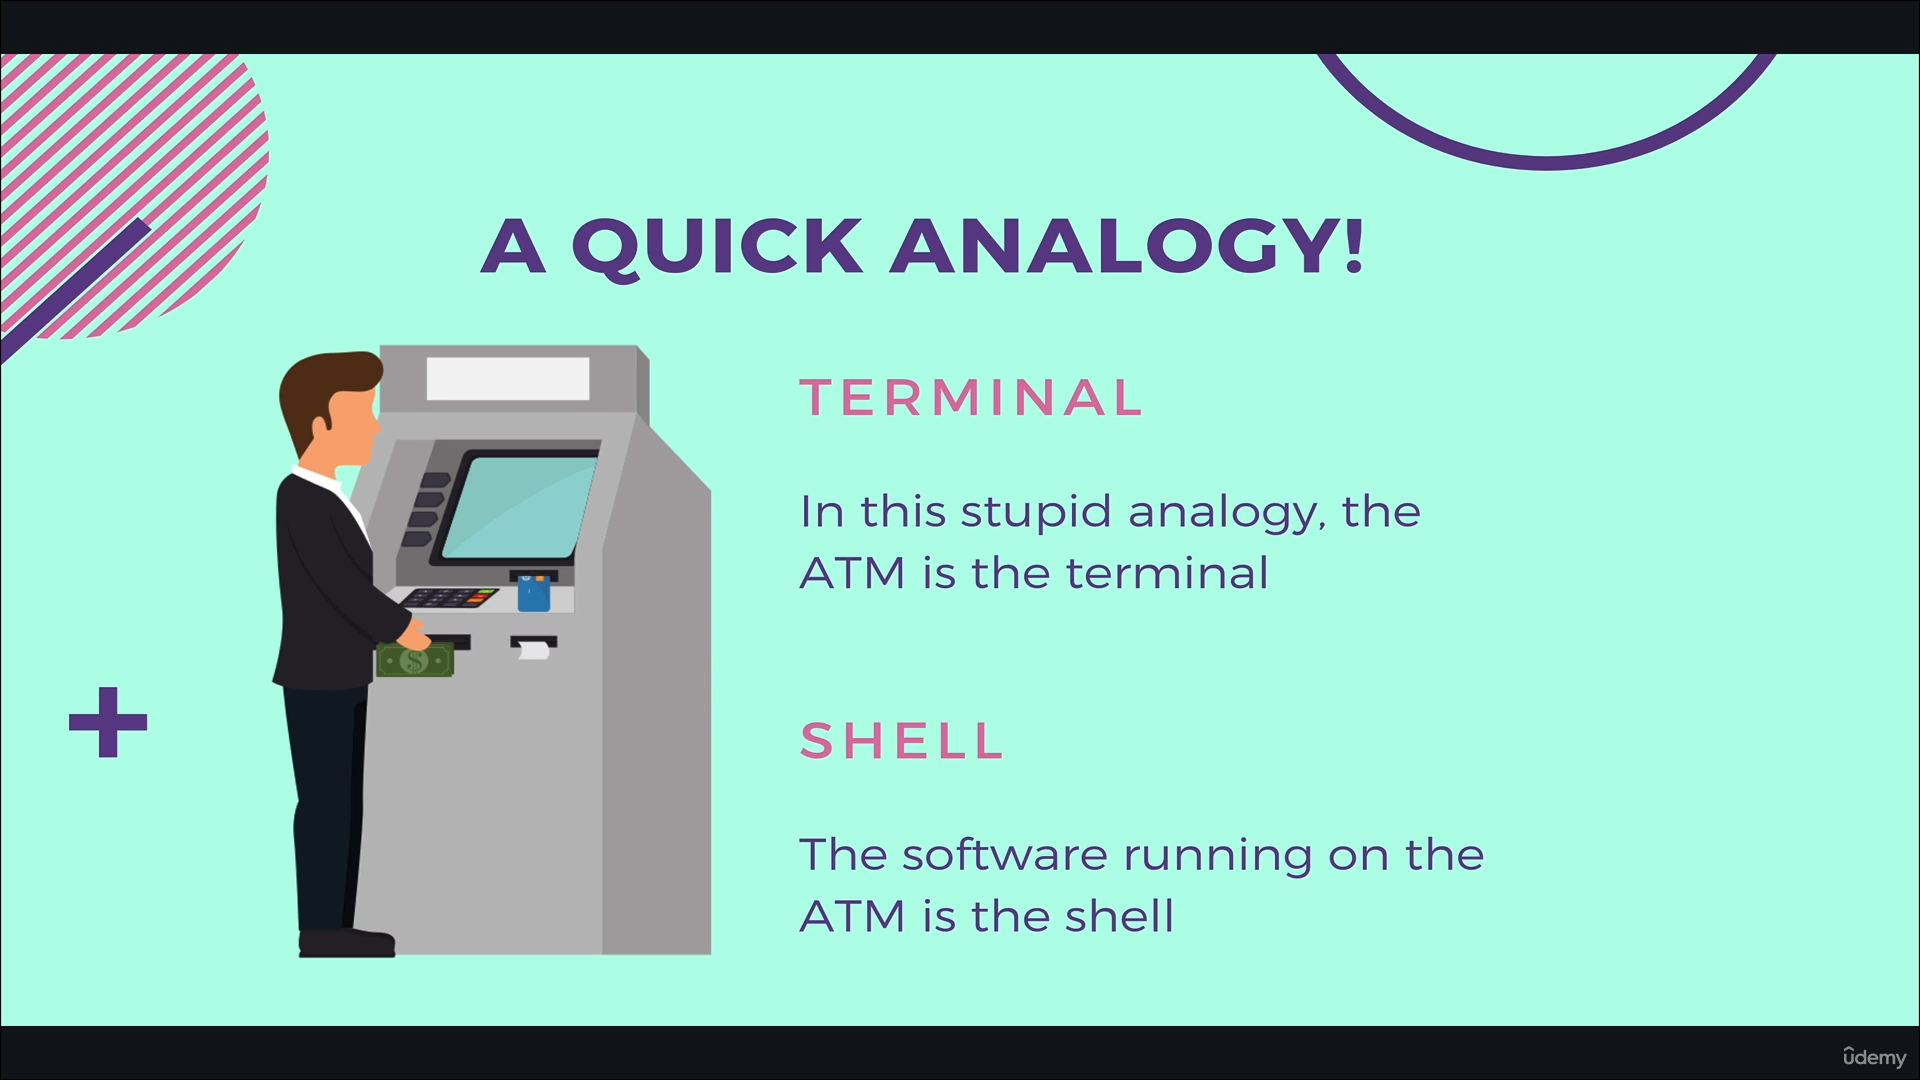 A QUICK ANALOGY!
TERMINAL
In this stupid analogy, the
ATM is the terminal
SHELL
The software running on the
ATM is the shell
udemy